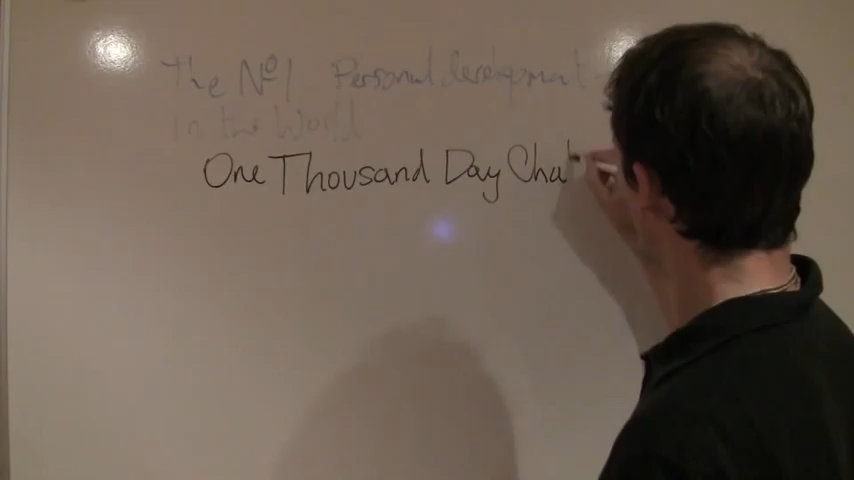 The Nº1 Personal development
in the World
One Thousand Day Chal